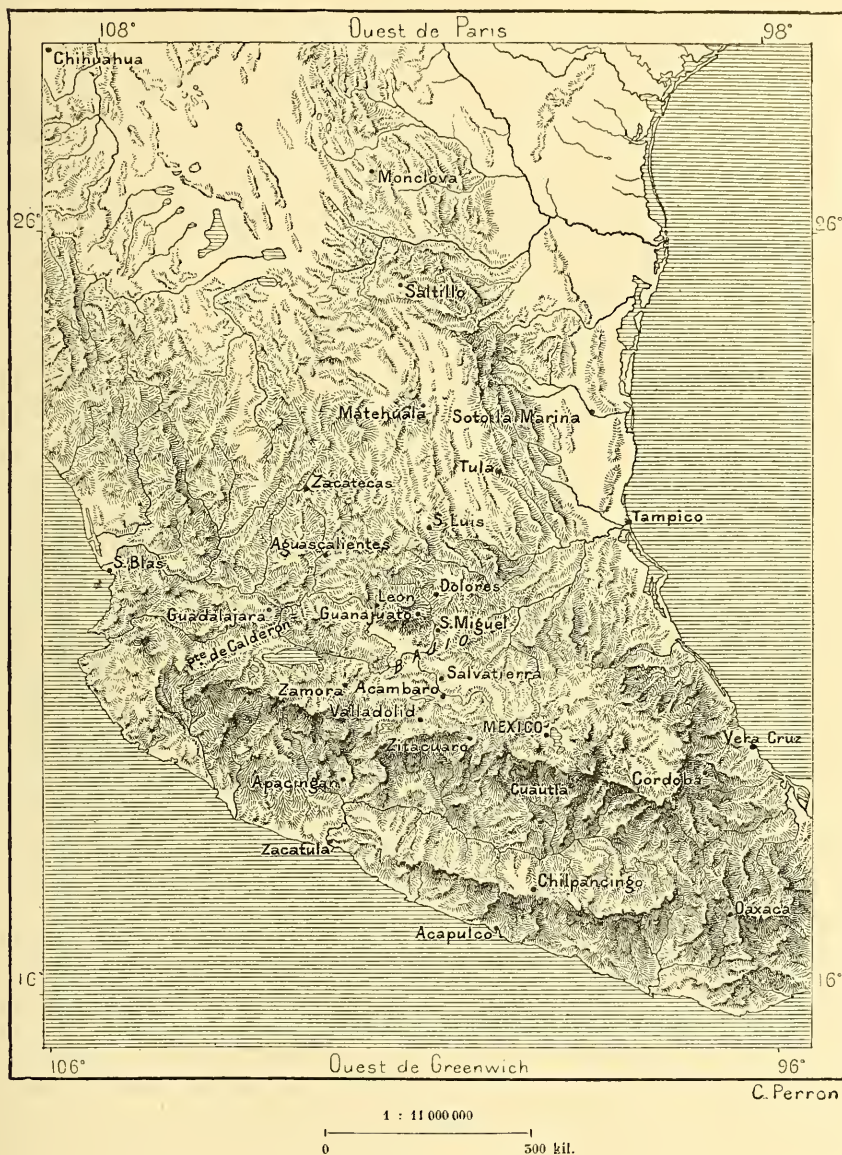 Ouest de Paris
108° 98°
Chihuahua
Monclova
26° 26°
Saltillo
Matehuala
Soto la Marina
Tula
Zacatecas
S. Luis
Tampico
Aguascalientes
S. Blas
Dolores
Leon
Guadalajara
Guanajuato
S. Miguel
Pte. de Calderon
BAJIO
Salvatierra
Zamora
Acambaro
Valladolid
MEXICO
Vera Cruz
Zitacuaro
Apacingan
Cuautla
Cordoba
Zacatula
Chilpancingo
Oaxaca
Acapulco
16° 16°
106° 96°
Ouest de Greenwich
C. Perron
1 : 11 000 000
0 300 kil.